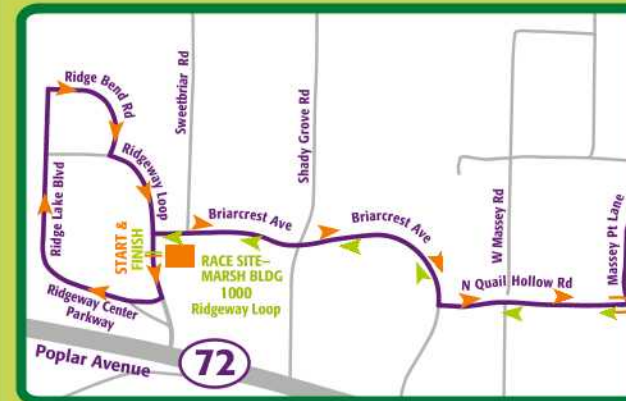 Ridge Bend Rd
Sweetbriar Rd
Shady Grove Rd
Ridgeway Loop
Ridge Lake Blvd
START &
FINISH
Briarcrest Ave
Briarcrest Ave
W Massey Rd
Massey Pt Lane
RACE SITE–
MARSH BLDG
1000
Ridgeway Loop
N Quail Hollow Rd
Ridgeway Center
Parkway
Poplar Avenue
72